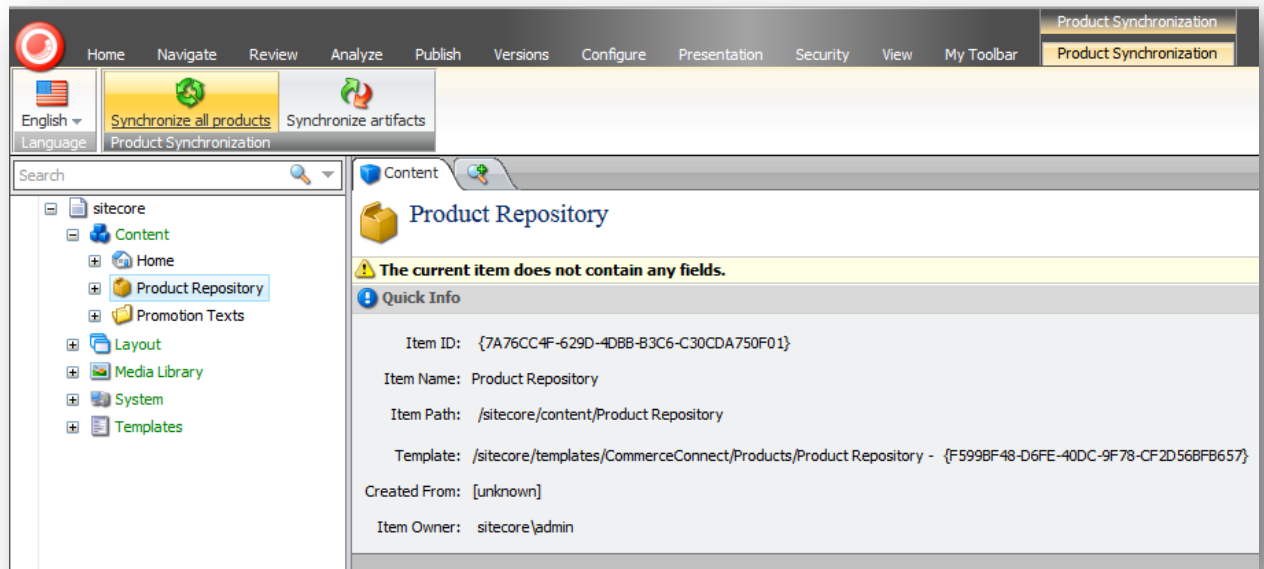 Product Synchronization
Home Navigate Review Analyze Publish Versions Configure Presentation Security View My Toolbar Product Synchronization
English Synchronize all products Synchronize artifacts
Language Product Synchronization
Search
Content
sitecore
Content
Home
Product Repository
Promotion Texts
Layout
Media Library
System
Templates
Product Repository
The current item does not contain any fields.
Quick Info
Item ID: {7A76CC4F-629D-4DBB-B3C6-C30CDA750F01}
Item Name: Product Repository
Item Path: /sitecore/content/Product Repository
Template: /sitecore/templates/CommerceConnect/Products/Product Repository - {F599BF48-D6FE-40DC-9F78-CF2D56BFB657}
Created From: [unknown]
Item Owner: sitecore\admin